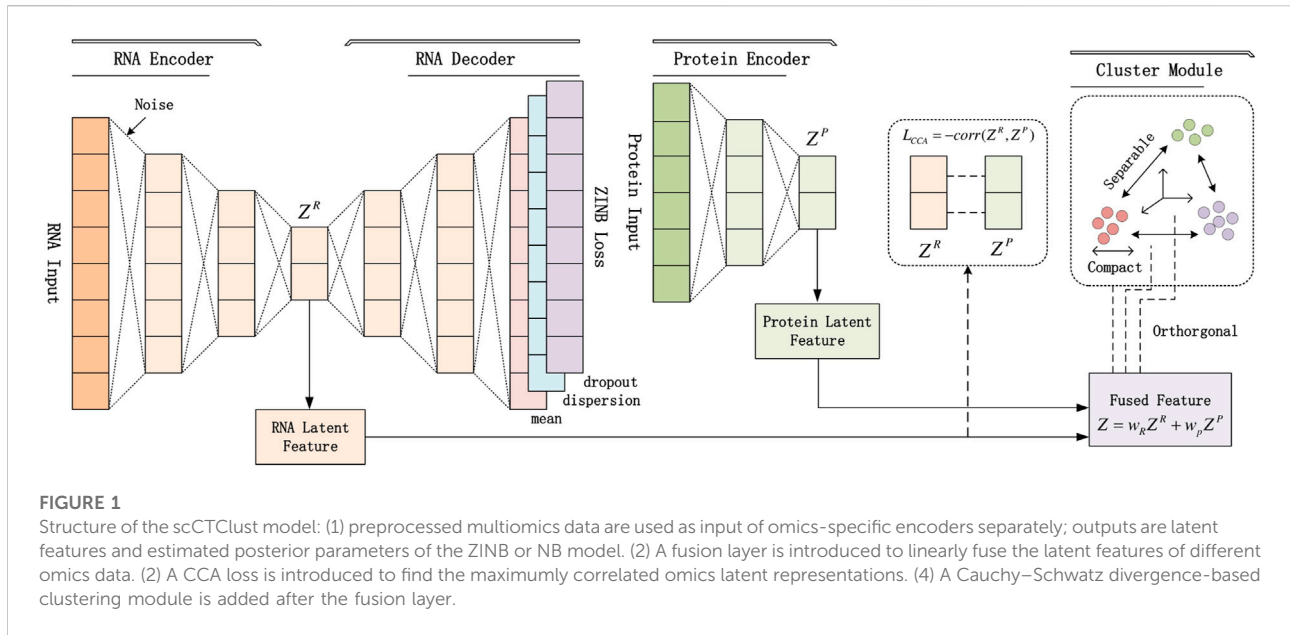 RNA Encoder
RNA Decoder
Protein Encoder
Cluster Module
Noise
RNA Input
Z^R
ZINB Loss
dropout
dispersion
mean
RNA Latent
Feature
Protein Input
Z^P
Protein Latent
Feature
L_CCA = -corr(Z^R, Z^P)
Z^R
Z^P
Separable
Compact
Orthorgonal
Fused Feature
Z = w_R Z^R + w_p Z^P
FIGURE 1
Structure of the scCTClust model: (1) preprocessed multiomics data are used as input of omics-specific encoders separately; outputs are latent
features and estimated posterior parameters of the ZINB or NB model. (2) A fusion layer is introduced to linearly fuse the latent features of different
omics data. (2) A CCA loss is introduced to find the maximumly correlated omics latent representations. (4) A Cauchy–Schwatz divergence-based
clustering module is added after the fusion layer.